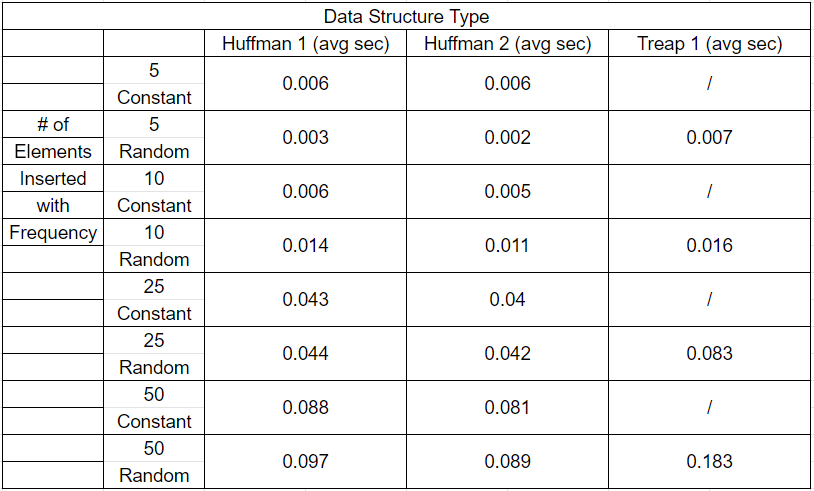 Data Structure Type
Huffman 1 (avg sec) Huffman 2 (avg sec) Treap 1 (avg sec)
5
Constant 0.006 0.006 /
# of 5
Elements Random 0.003 0.002 0.007
Inserted 10
with Constant 0.006 0.005 /
Frequency 10
Random 0.014 0.011 0.016
25
Constant 0.043 0.04 /
25
Random 0.044 0.042 0.083
50
Constant 0.088 0.081 /
50
Random 0.097 0.089 0.183